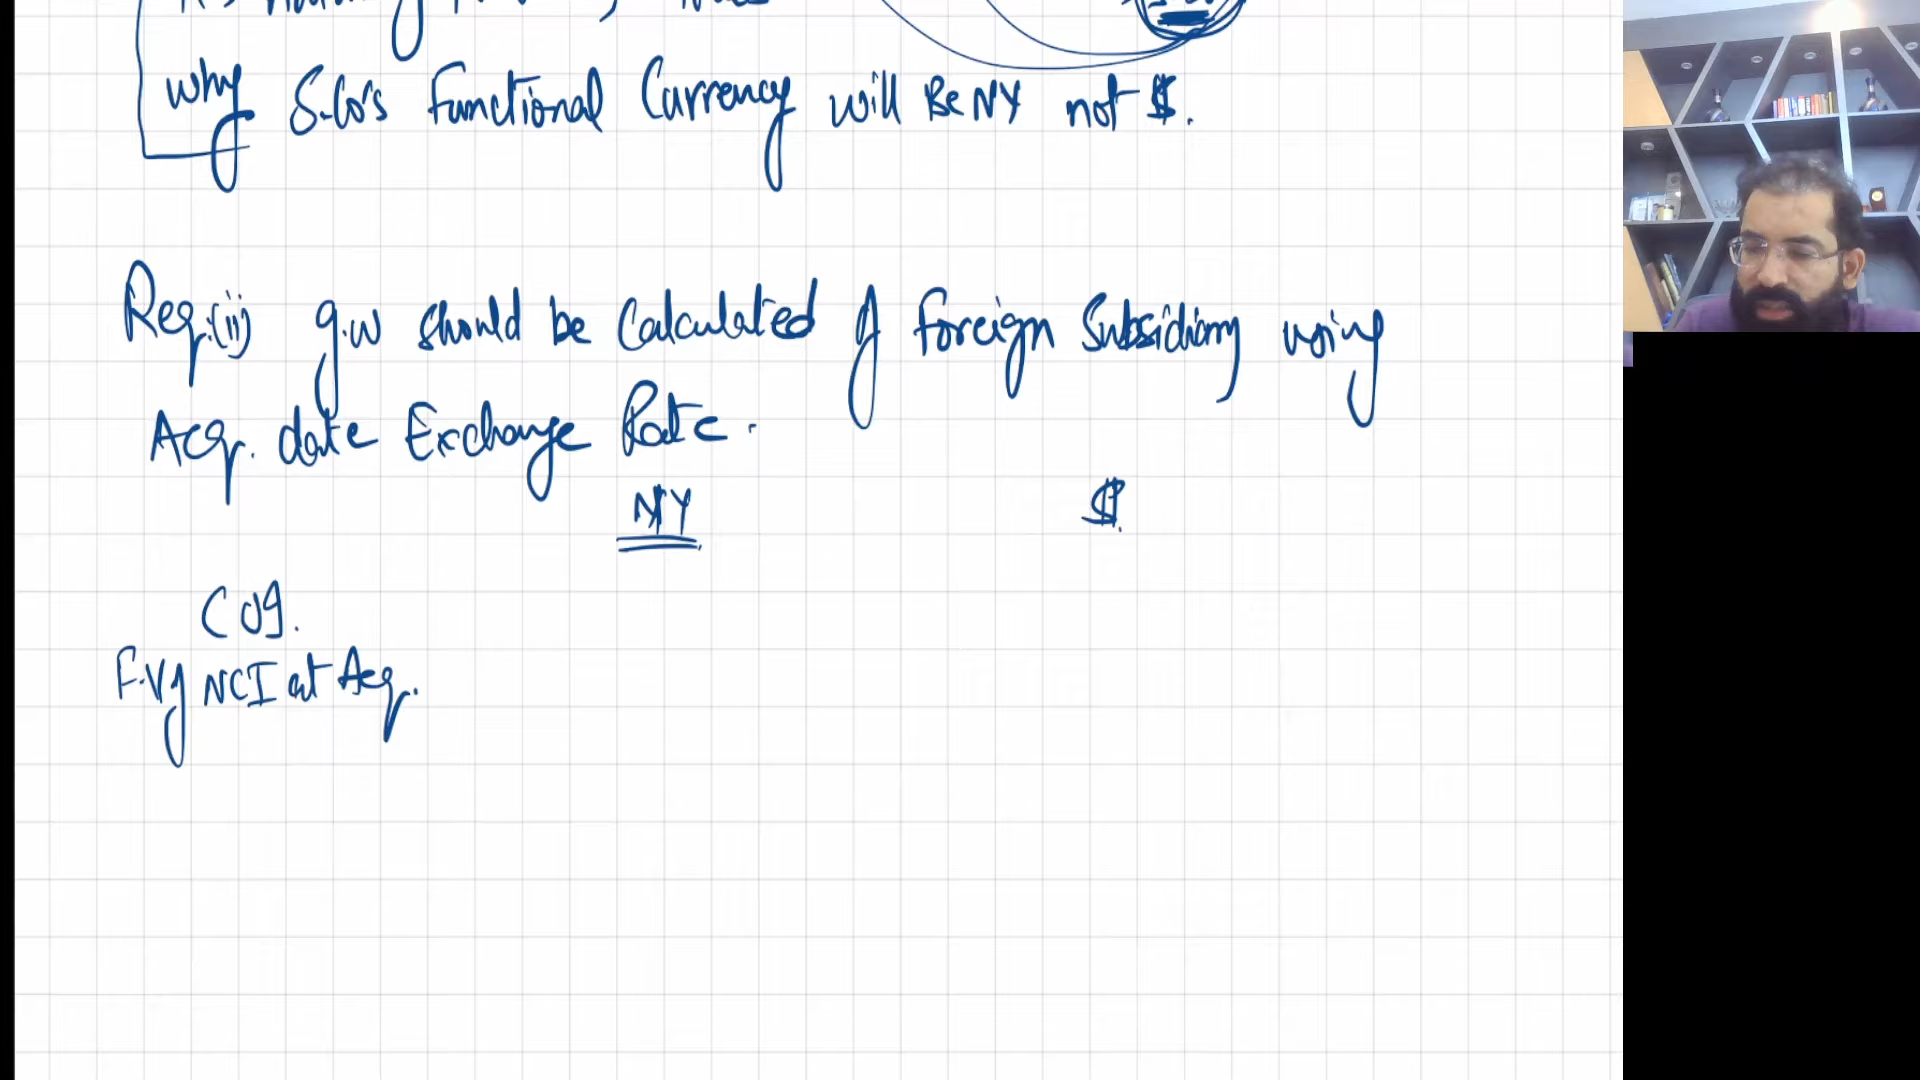 why S.Co's Functional Currency will Be NY not $.
Req.(ii) g.w should be Calculated of foreign Subsidiary using
Acq. date Exchange Rate.
NY $
COI.
F.V of NCI at Acq.